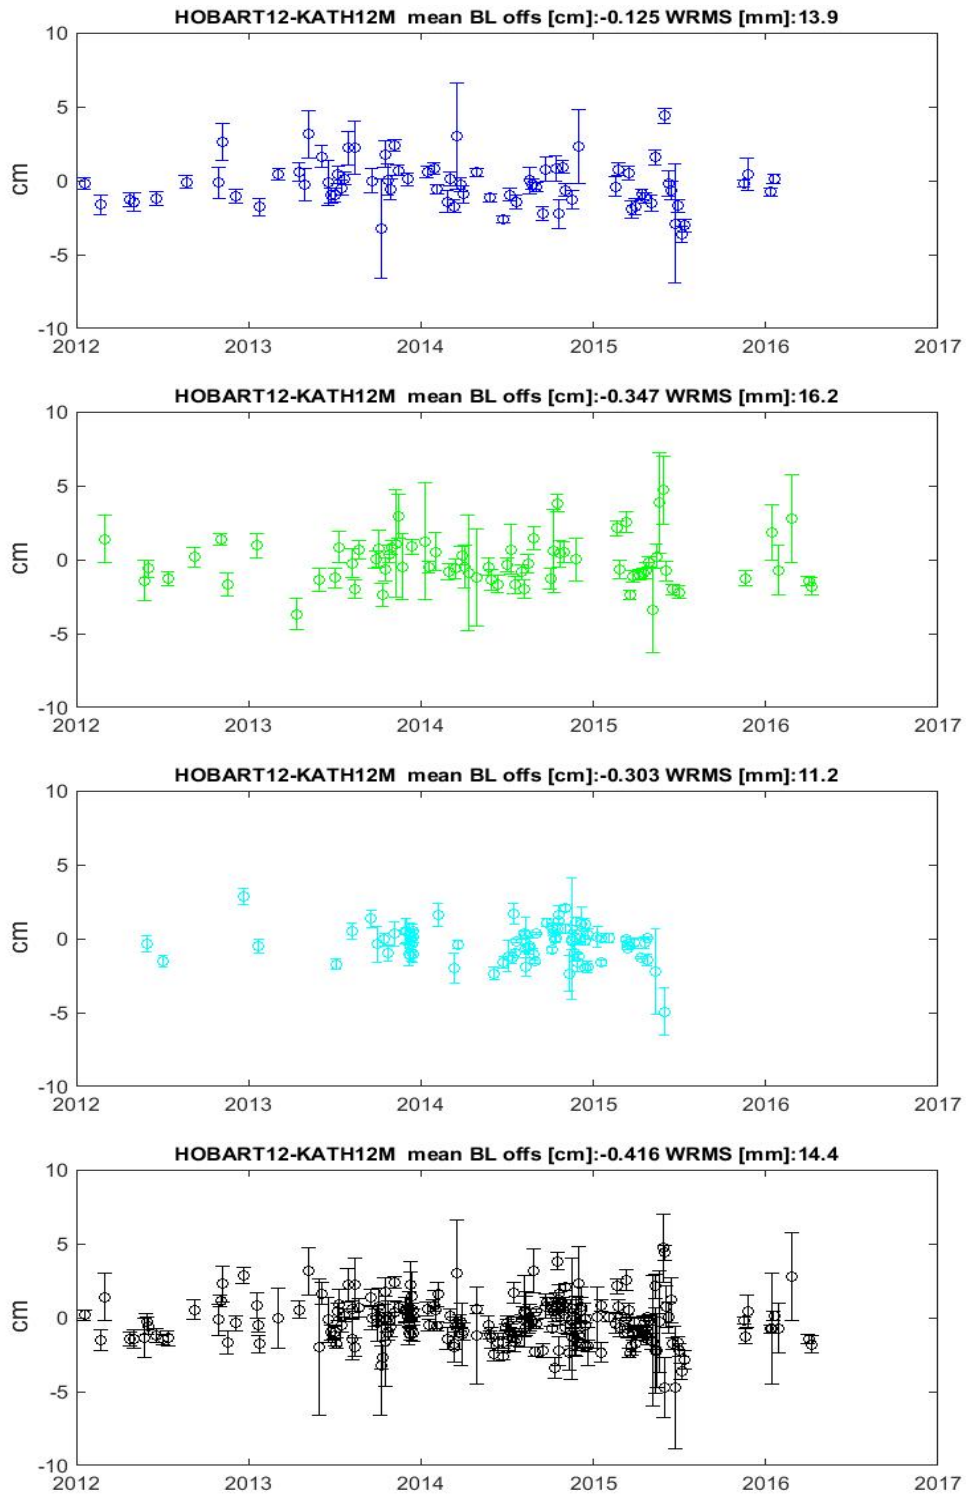 HOBART12-KATH12M mean BL offs [cm]:-0.125 WRMS [mm]:13.9
10
5
0
-5
-10
cm
2012 2013 2014 2015 2016 2017
HOBART12-KATH12M mean BL offs [cm]:-0.347 WRMS [mm]:16.2
10
5
0
-5
-10
cm
2012 2013 2014 2015 2016 2017
HOBART12-KATH12M mean BL offs [cm]:-0.303 WRMS [mm]:11.2
10
5
0
-5
-10
cm
2012 2013 2014 2015 2016 2017
HOBART12-KATH12M mean BL offs [cm]:-0.416 WRMS [mm]:14.4
10
5
0
-5
-10
cm
2012 2013 2014 2015 2016 2017